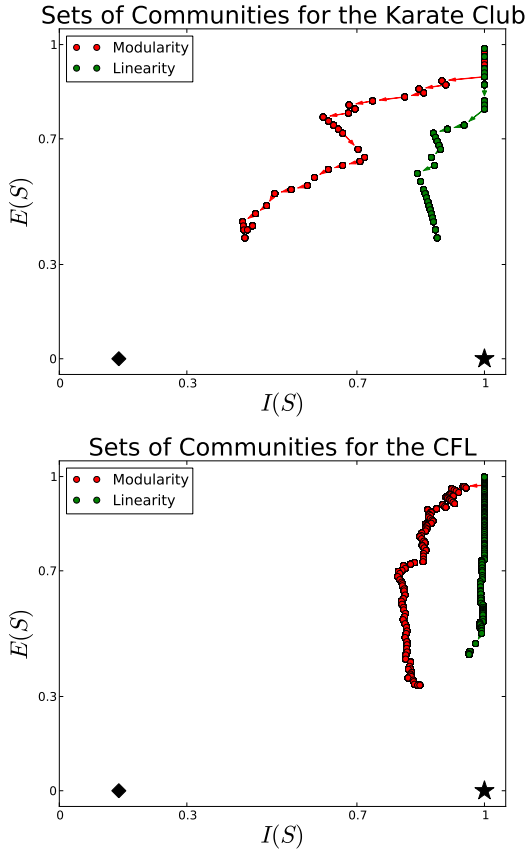 Sets of Communities for the Karate Club
Modularity
Linearity
1
0.7
0.3
0
E(S)
0 0.3 0.7 1
I(S)
Sets of Communities for the CFL
Modularity
Linearity
1
0.7
0.3
0
E(S)
0 0.3 0.7 1
I(S)